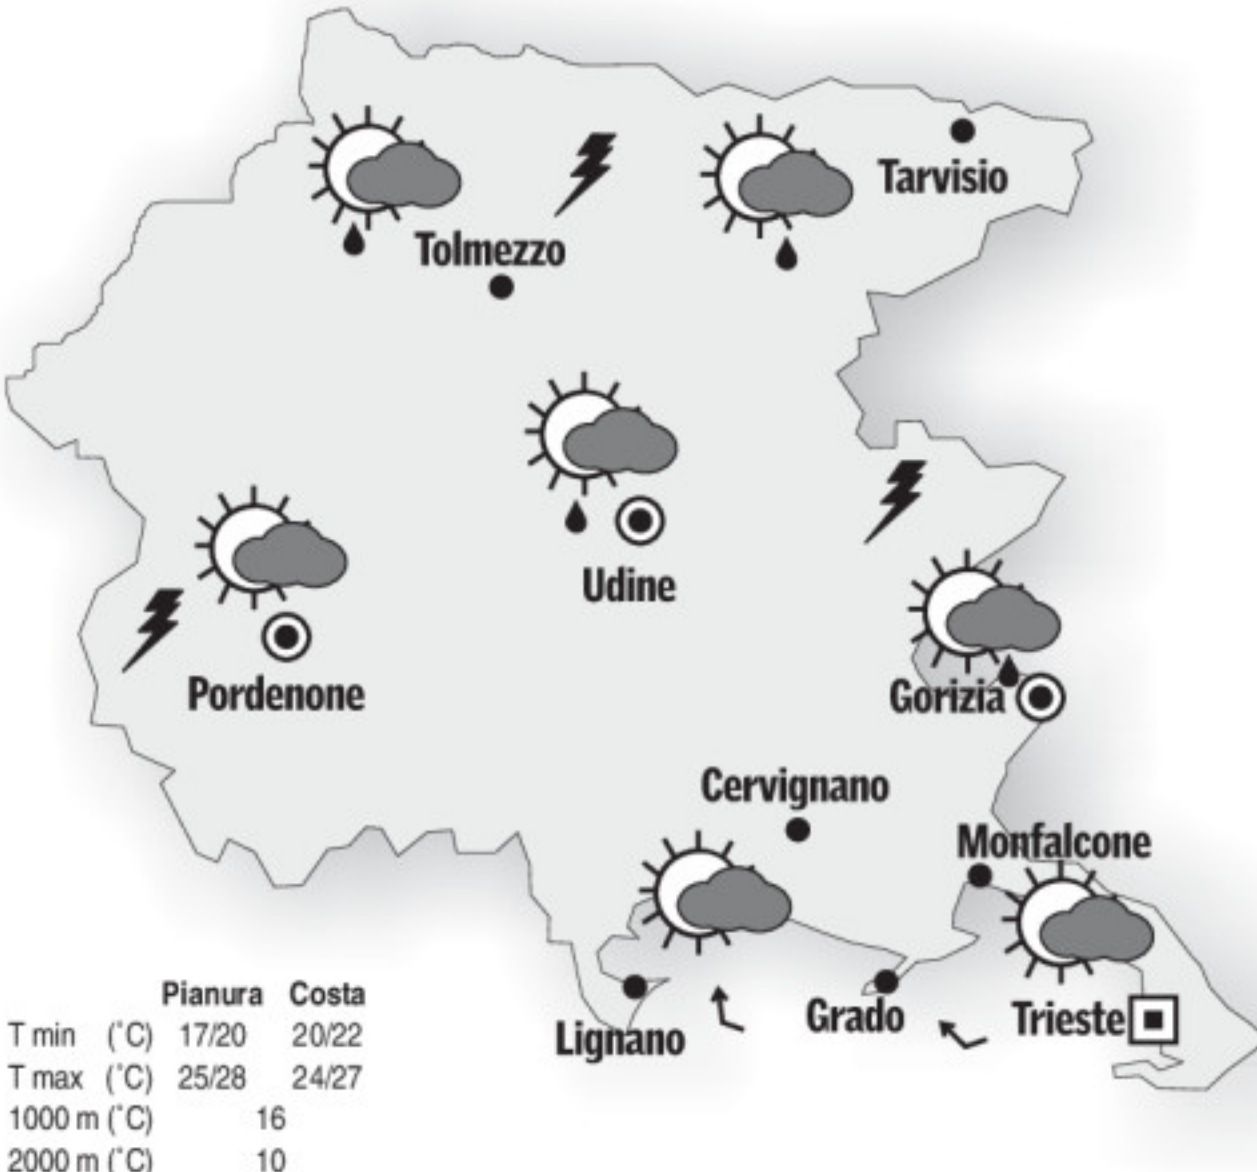 Tarvisio
Tolmezzo
Udine
Pordenone
Gorizia
Cervignano
Monfalcone
Lignano
Grado
Trieste
Pianura Costa
T min (˚C) 17/20 20/22
T max (˚C) 25/28 24/27
1000 m (˚C) 16
2000 m (˚C) 10